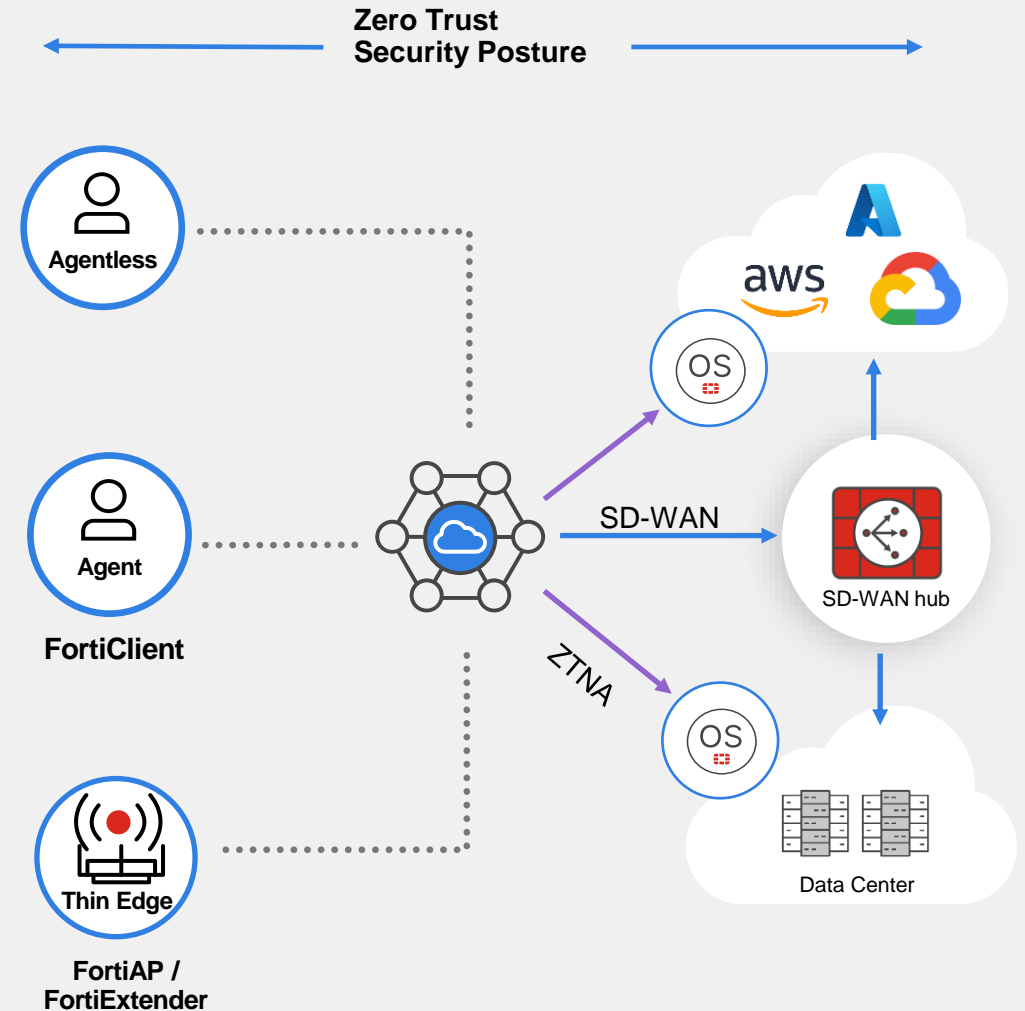 Zero Trust
Security Posture
Agentless
aws
OS
SD-WAN
Agent
SD-WAN hub
FortiClient
ZTNA
OS
Thin Edge
Data Center
FortiAP /
FortiExtender